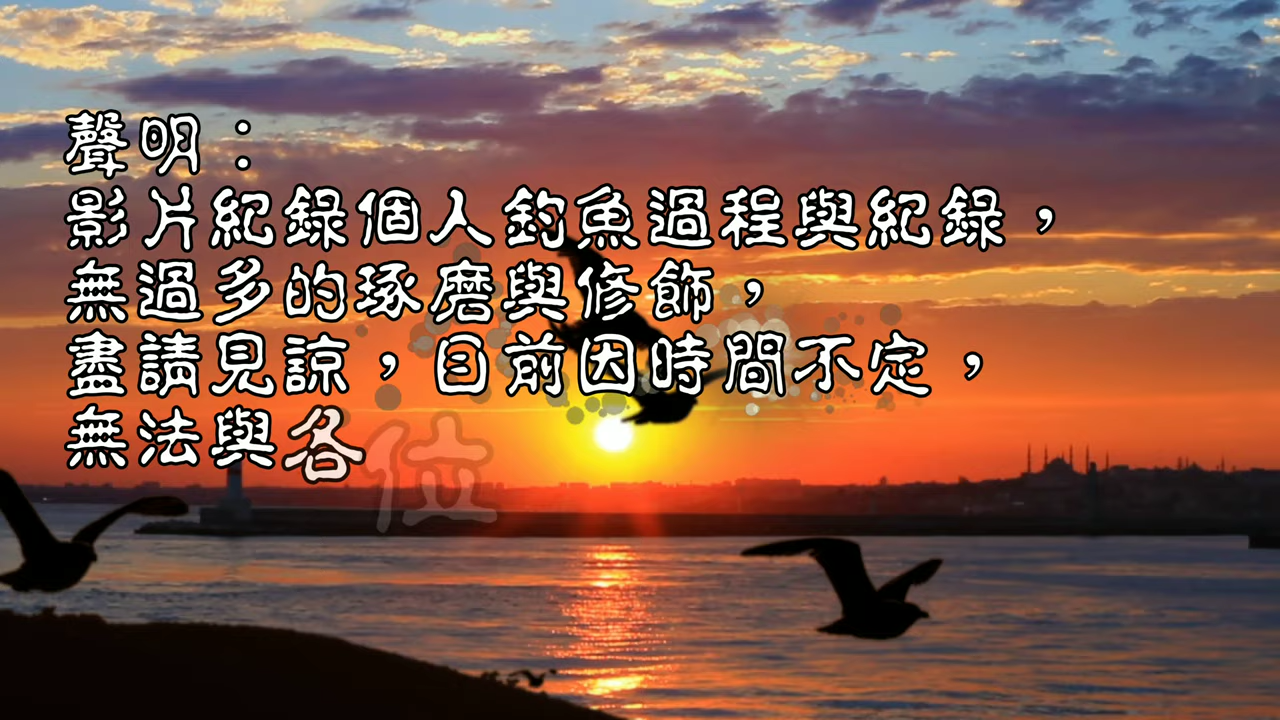 聲明：
影片紀錄個人釣魚過程與紀錄，
無過多的琢磨與修飾，
盡請見諒，目前因時間不定，
無法與各位